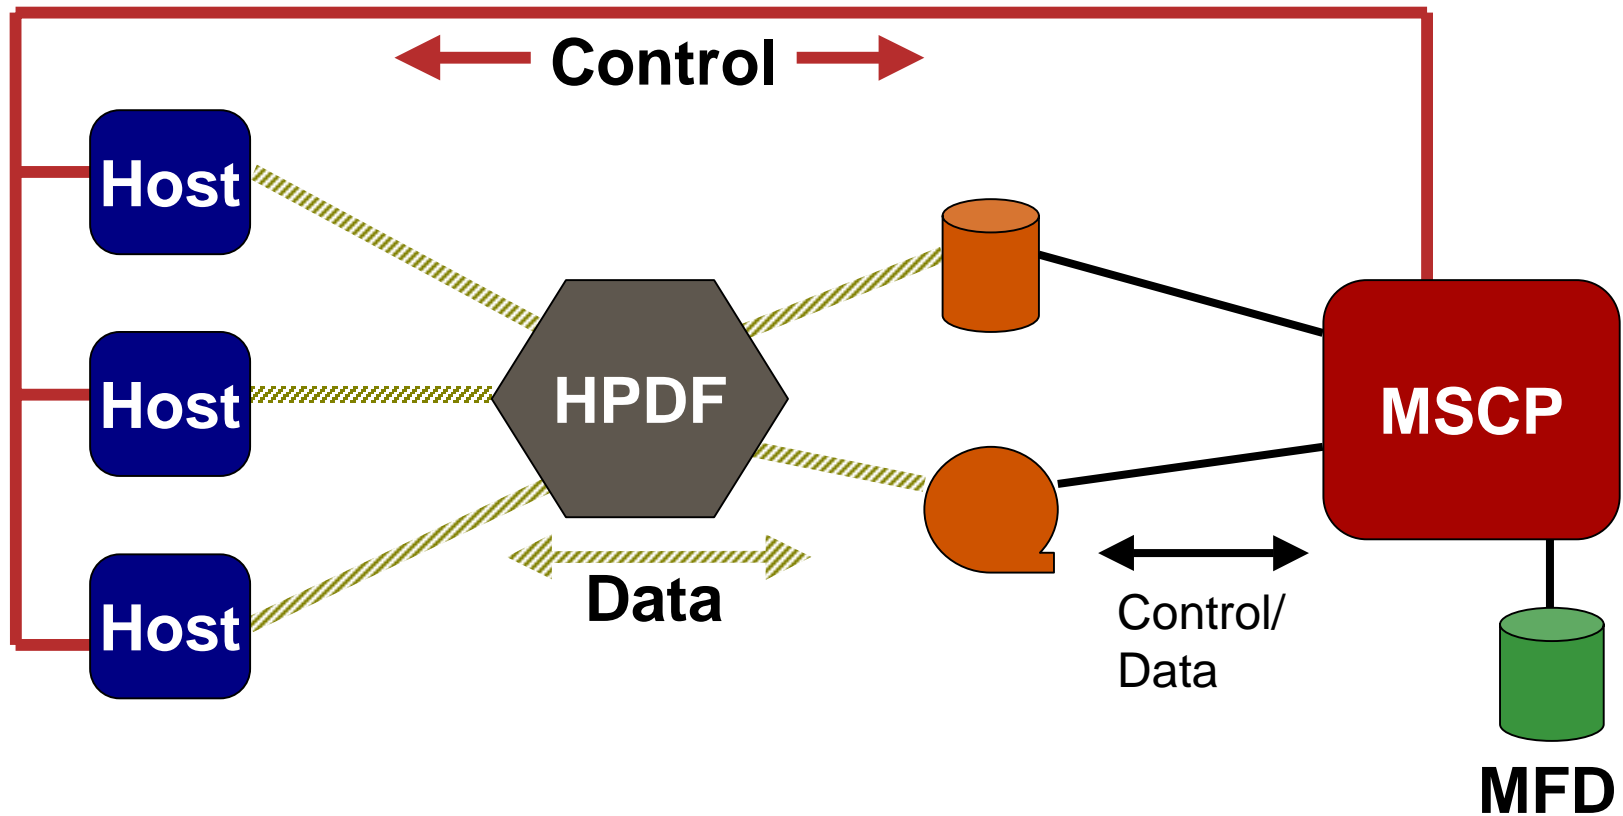 Control
Host
Host
HPDF
MSCP
Data
Control/
Data
Host
MFD